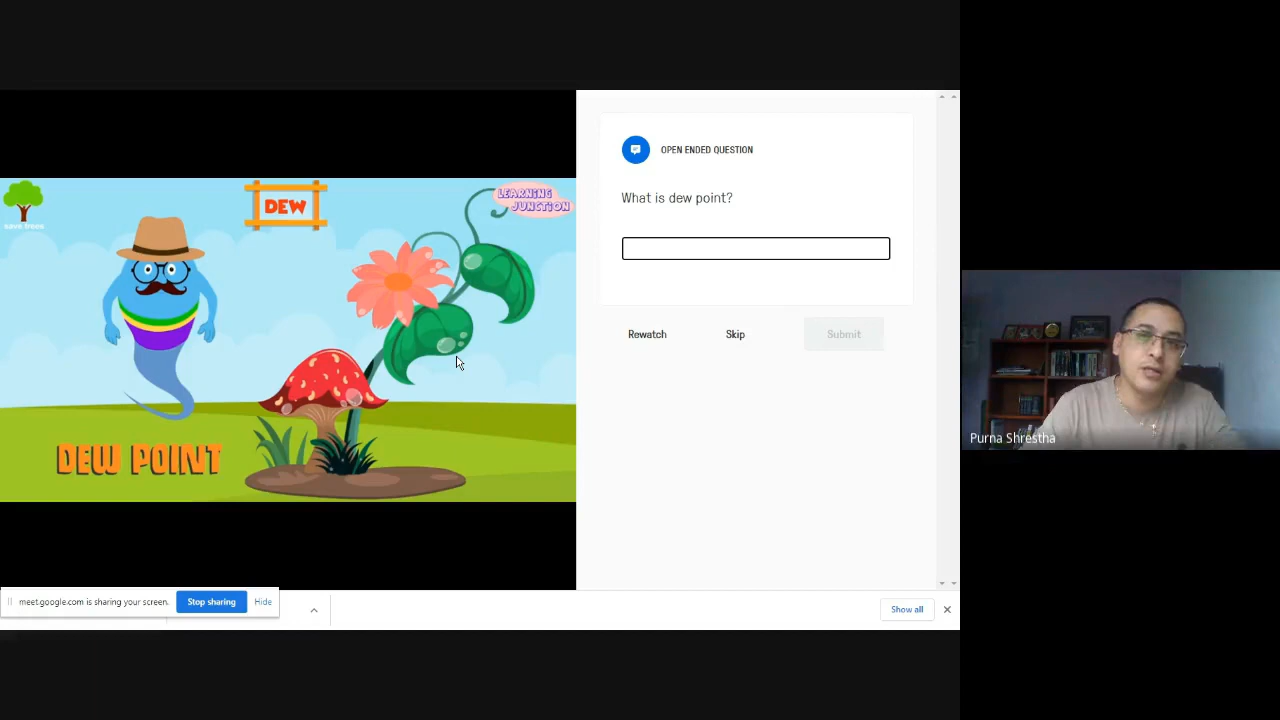 save trees
DEW
LEARNING
JUNCTION
DEW POINT
OPEN ENDED QUESTION
What is dew point?
Rewatch
Skip
Submit
Purna Shrestha
meet.google.com is sharing your screen.
Stop sharing
Hide
Show all